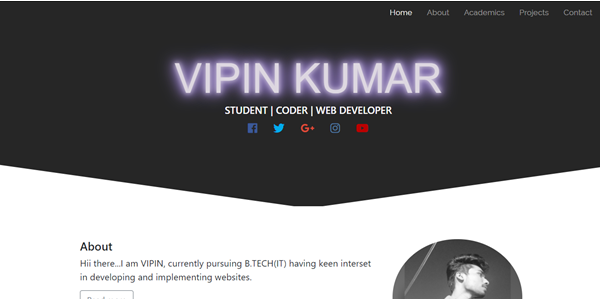 Home About Academics Projects Contact
VIPIN KUMAR
STUDENT | CODER | WEB DEVELOPER
About
Hii there...I am VIPIN, currently pursuing B.TECH(IT) having keen interset
in developing and implementing websites.